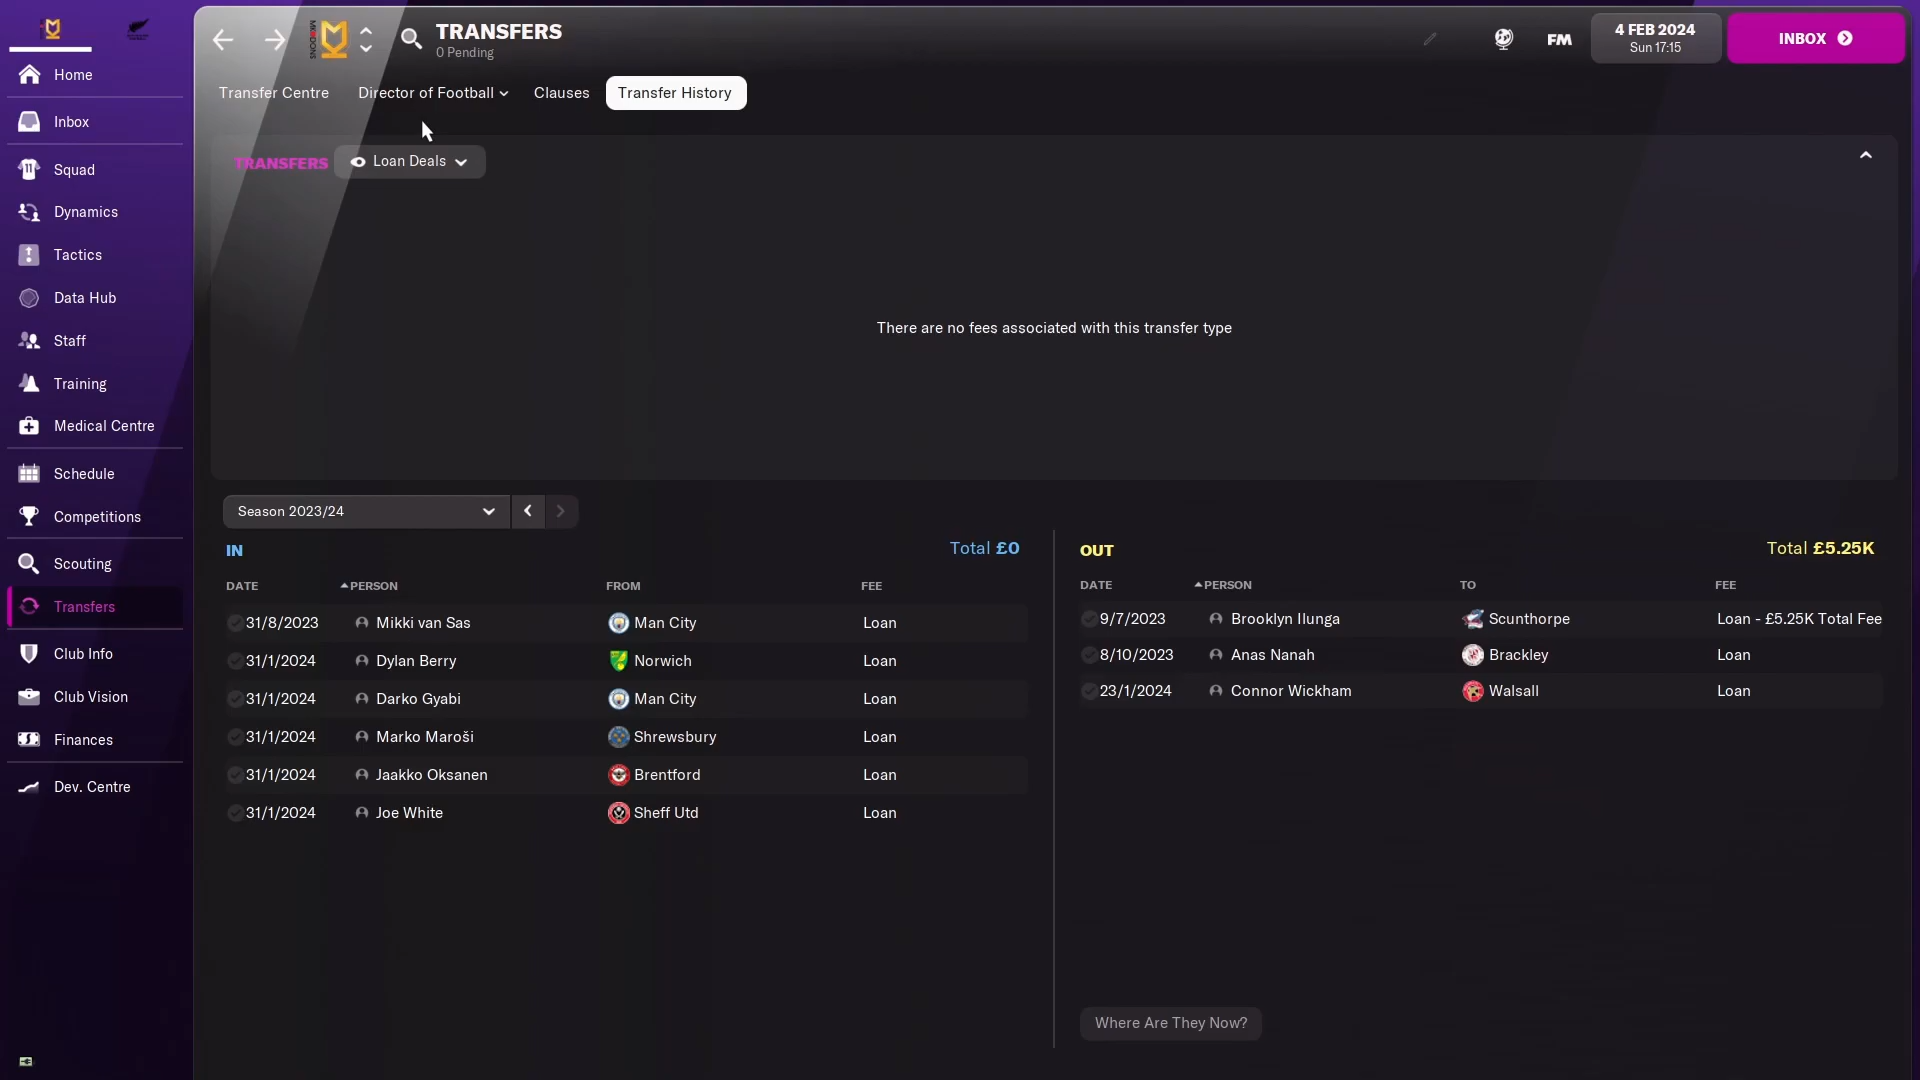 TRANSFERS
0 Pending
FM
4 FEB 2024
Sun 17:15
INBOX
Transfer Centre
Director of Football
Clauses
Transfer History
Home
Inbox
Squad
Dynamics
Tactics
Data Hub
Staff
Training
Medical Centre
Schedule
Competitions
Scouting
Transfers
Club Info
Club Vision
Finances
Dev. Centre
TRANSFERS
Loan Deals
There are no fees associated with this transfer type
Season 2023/24
IN
Total £0
DATE PERSON FROM FEE
31/8/2023 Mikki van Sas Man City Loan
31/1/2024 Dylan Berry Norwich Loan
31/1/2024 Darko Gyabi Man City Loan
31/1/2024 Marko Maroši Shrewsbury Loan
31/1/2024 Jaakko Oksanen Brentford Loan
31/1/2024 Joe White Sheff Utd Loan
OUT
Total £5.25K
DATE PERSON TO FEE
9/7/2023 Brooklyn Ilunga Scunthorpe Loan - £5.25K Total Fee
8/10/2023 Anas Nanah Brackley Loan
23/1/2024 Connor Wickham Walsall Loan
Where Are They Now?